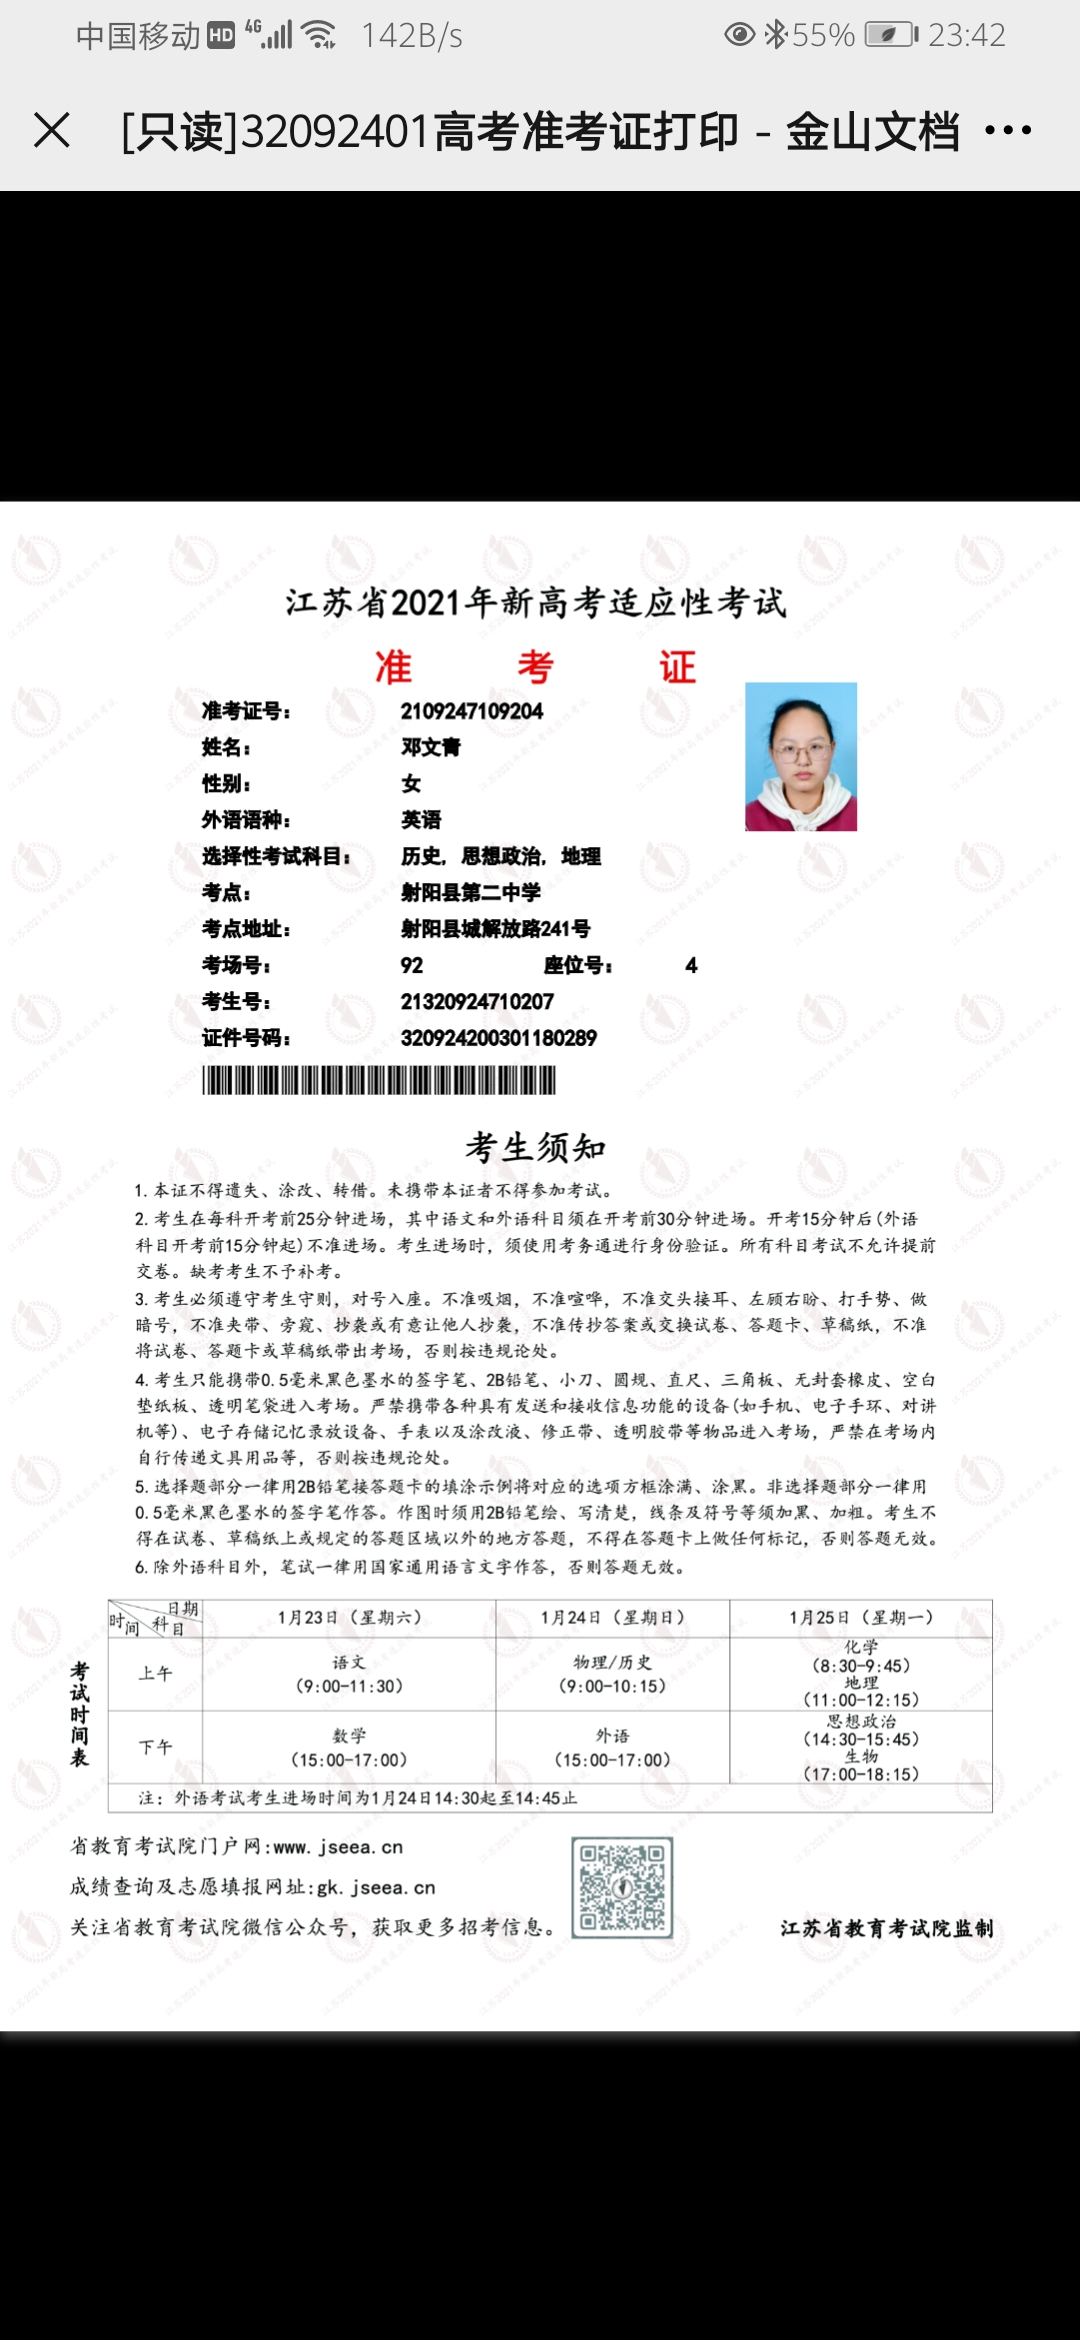 中国移动 HD 4G 142B/s 55% 23:42
[只读]32092401高考准考证打印 - 金山文档 ···
江苏省2021年新高考适应性考试
准 考 证
准考证号： 2109247109204
姓名： 邓文青
性别： 女
外语语种： 英语
选择性考试科目： 历史，思想政治，地理
考点： 射阳县第二中学
考点地址： 射阳县城解放路241号
考场号： 92 座位号： 4
考生号： 21320924710207
证件号码： 320924200301180289
考生须知
1.本证不得遗失、涂改、转借。未携带本证者不得参加考试。
2.考生在每科开考前25分钟进场，其中语文和外语科目须在开考前30分钟进场。开考15分钟后(外语
科目开考前15分钟起)不准进场。考生进场时，须使用考务通进行身份验证。所有科目考试不允许提前
交卷。缺考考生不予补考。
3.考生必须遵守考生守则，对号入座。不准吸烟，不准喧哗，不准交头接耳、左顾右盼、打手势、做
暗号，不准夹带、旁窥、抄袭或有意让他人抄袭，不准传抄答案或交换试卷、答题卡、草稿纸，不准
将试卷、答题卡或草稿纸带出考场，否则按违规论处。
4.考生只能携带0.5毫米黑色墨水的签字笔、2B铅笔、小刀、圆规、直尺、三角板、无封套橡皮、空白
垫纸板、透明笔袋进入考场。严禁携带各种具有发送和接收信息功能的设备(如手机、电子手环、对讲
机等)、电子存储记忆录放设备、手表以及涂改液、修正带、透明胶带等物品进入考场，严禁在考场内
自行传递文具用品等，否则按违规论处。
5.选择题部分一律用2B铅笔接答题卡的填涂示例将对应的选项方框涂满、涂黑。非选择题部分一律用
0.5毫米黑色墨水的签字笔作答。作图时须用2B铅笔绘、写清楚，线条及符号等须加黑、加粗。考生不
得在试卷、草稿纸上或规定的答题区域以外的地方答题，不得在答题卡上做任何标记，否则答题无效。
6.除外语科目外，笔试一律用国家通用语言文字作答，否则答题无效。
考试时间表
日期
时间 科目
1月23日（星期六） 1月24日（星期日） 1月25日（星期一）
上午
语文
(9:00-11:30)
物理/历史
(9:00-10:15)
化学
(8:30-9:45)
地理
(11:00-12:15)
下午
数学
(15:00-17:00)
外语
(15:00-17:00)
思想政治
(14:30-15:45)
生物
(17:00-18:15)
注：外语考试考生进场时间为1月24日14:30起至14:45止
省教育考试院门户网:www.jseea.cn
成绩查询及志愿填报网址:gk.jseea.cn
关注省教育考试院微信公众号，获取更多招考信息。
江苏省教育考试院监制